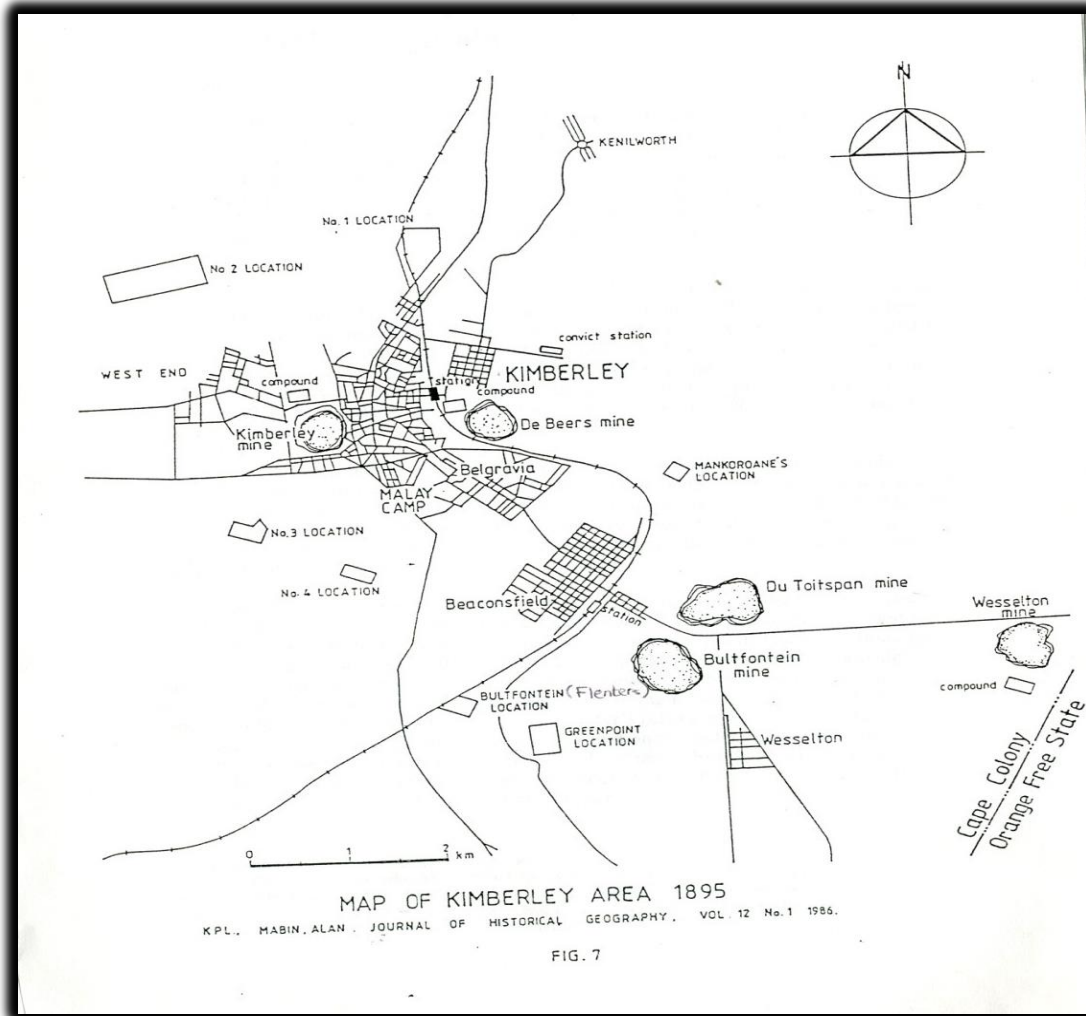 N
KENILWORTH
No. 1 LOCATION
No 2 LOCATION
convict station
WEST END
compound
station
KIMBERLEY
compound
Kimberley
mine
De Beers mine
Belgravia
MANKOROANE'S
LOCATION
MALAY
CAMP
No.3 LOCATION
No. 4 LOCATION
Du Toitspan mine
Beaconsfield
station
Wesselton
mine
Bultfontein
mine
compound
BULTFONTEIN (Flenters)
LOCATION
GREENPOINT
LOCATION
Wesselton
Cape Colony
Orange Free State
0 1 2 km
MAP OF KIMBERLEY AREA 1895
KPL., MABIN, ALAN. JOURNAL OF HISTORICAL GEOGRAPHY, VOL. 12 No. 1 1986.
FIG. 7